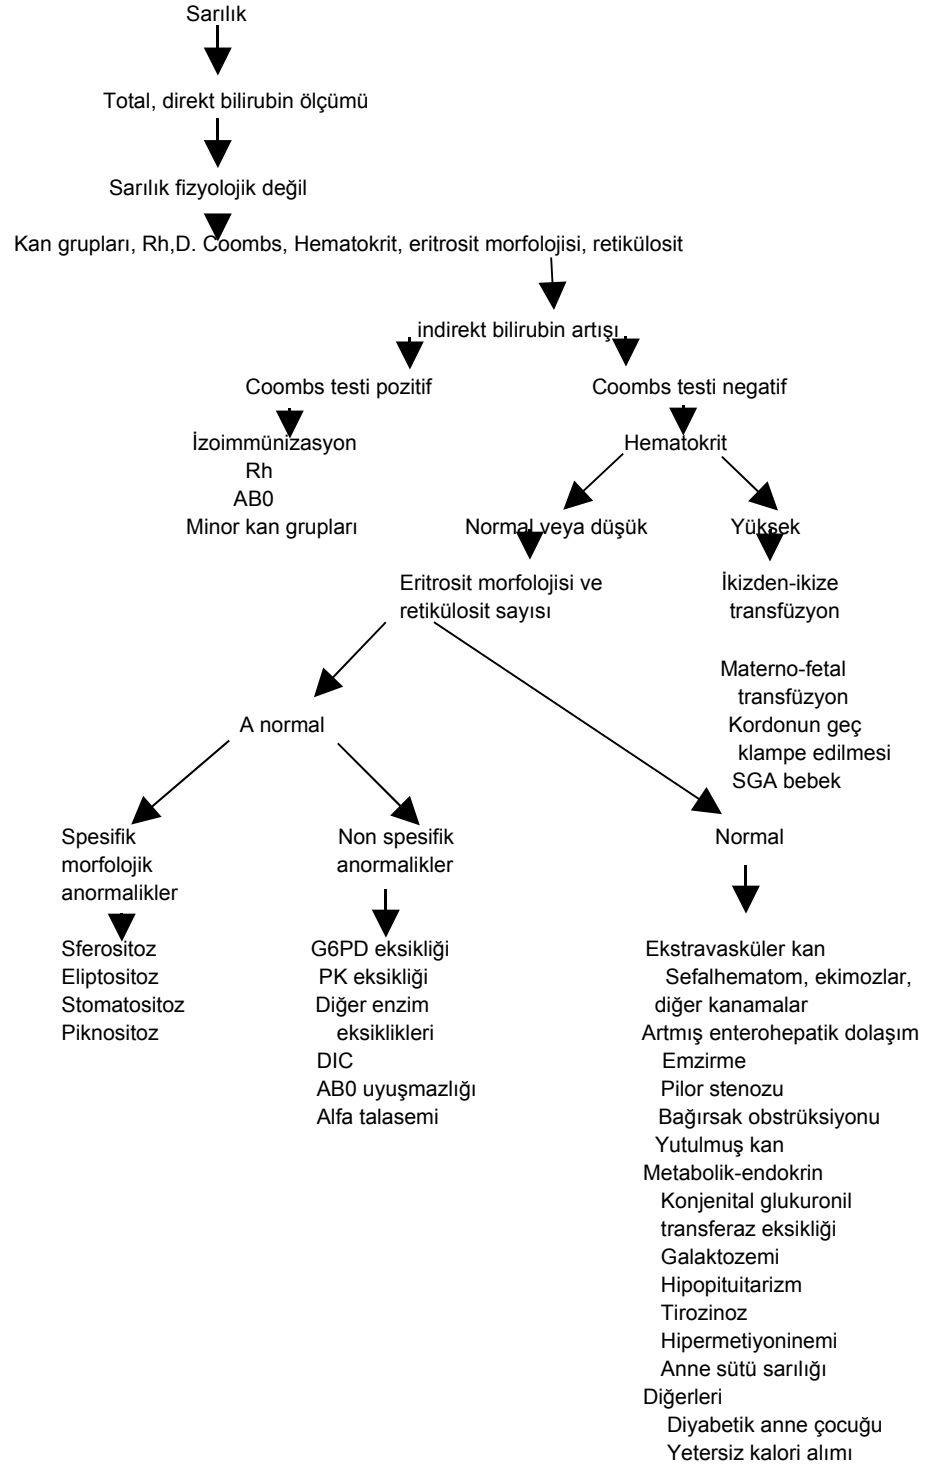 Sarılık
Total, direkt bilirubin ölçümü
Sarılık fizyolojik değil
Kan grupları, Rh,D. Coombs, Hematokrit, eritrosit morfolojisi, retikülosit
indirekt bilirubin artışı
Coombs testi pozitif
Coombs testi negatif
İzoimmünizasyon
Rh
AB0
Minor kan grupları
Hematokrit
Normal veya düşük
Yüksek
Eritrosit morfolojisi ve
retikülosit sayısı
İkizden-ikize
transfüzyon
Materno-fetal
transfüzyon
Kordonun geç
klampe edilmesi
SGA bebek
A normal
Spesifik
morfolojik
anormalikler
Non spesifik
anormalikler
Normal
Sferositoz
Eliptositoz
Stomatositoz
Piknositoz
G6PD eksikliği
PK eksikliği
Diğer enzim
eksiklikleri
DIC
AB0 uyuşmazlığı
Alfa talasemi
Ekstravasküler kan
Sefalhematom, ekimozlar,
diğer kanamalar
Artmış enterohepatik dolaşım
Emzirme
Pilor stenozu
Bağırsak obstrüksiyonu
Yutulmuş kan
Metabolik-endokrin
Konjenital glukuronil
transferaz eksikliği
Galaktozemi
Hipopituitarizm
Tirozinoz
Hipermetiyoninemi
Anne sütü sarılığı
Diğerleri
Diyabetik anne çocuğu
Yetersiz kalori alımı